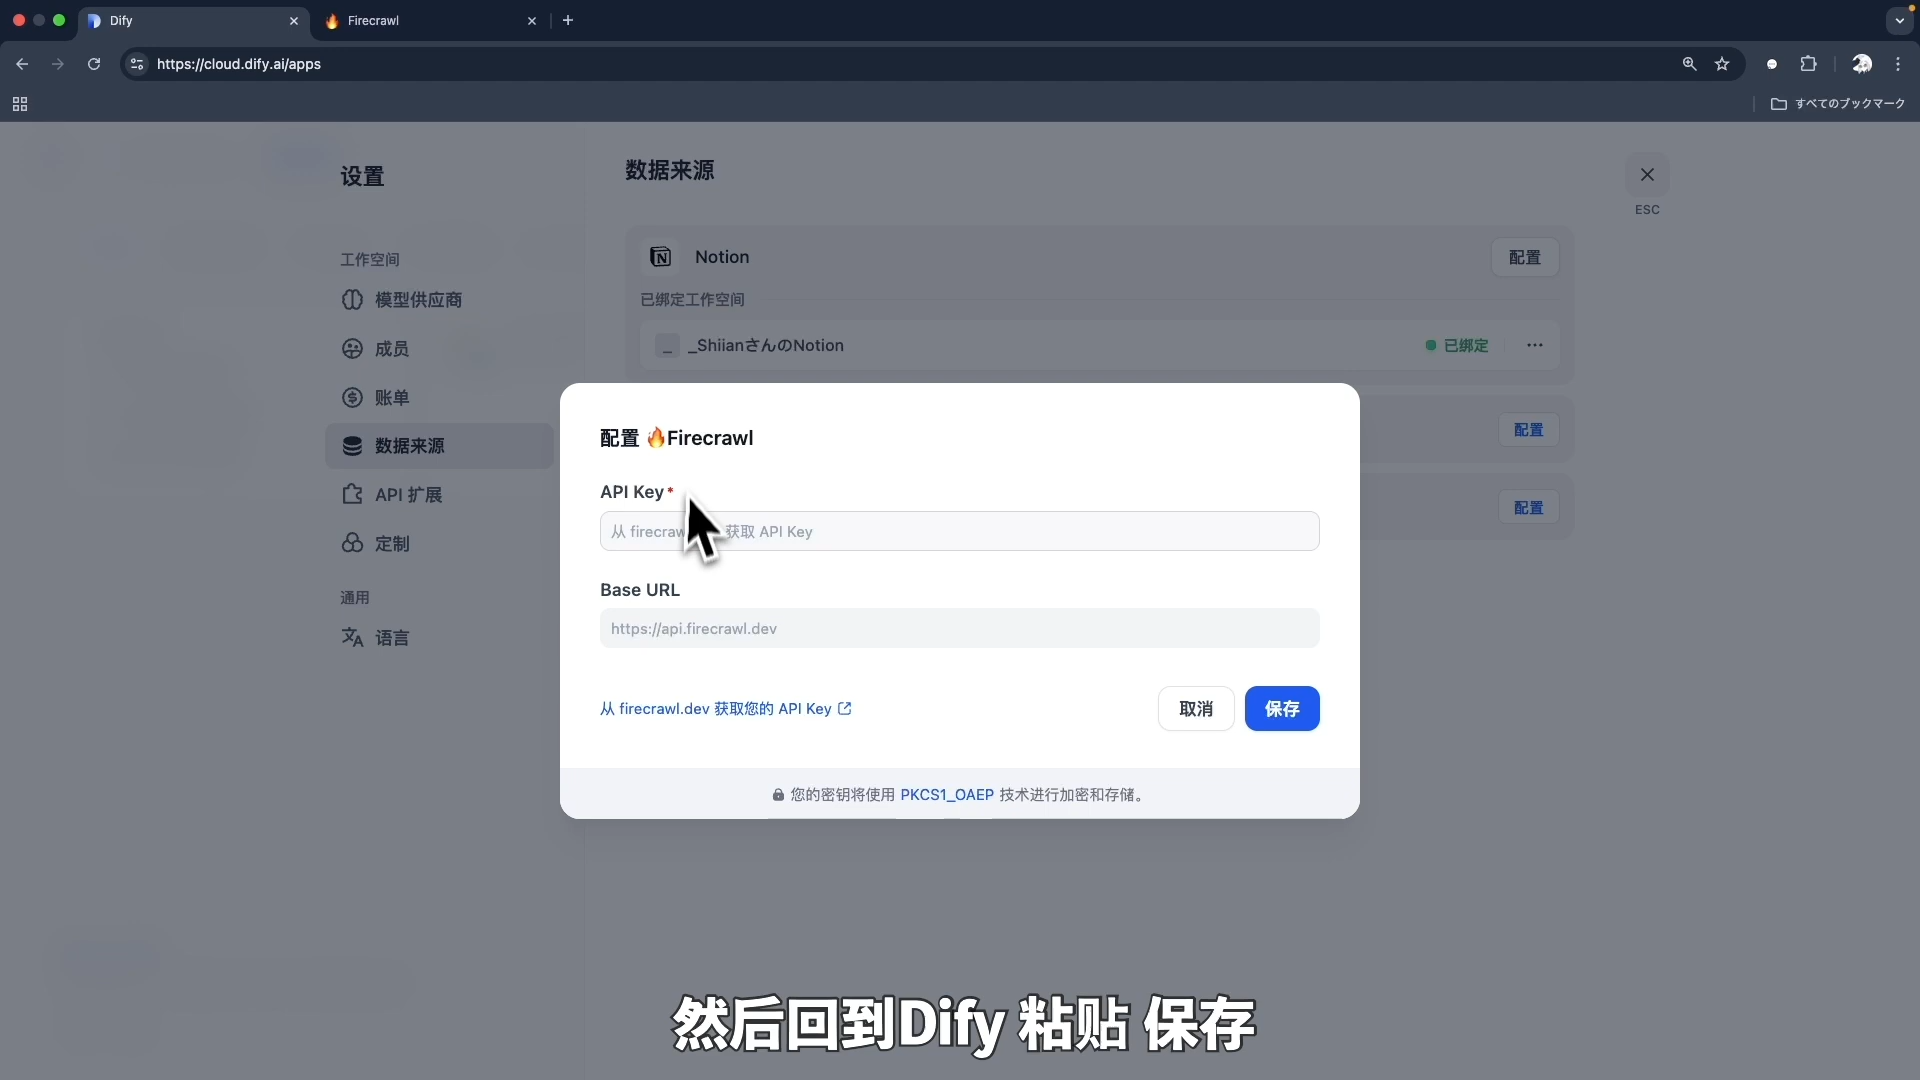 Dify
Firecrawl
https://cloud.dify.ai/apps
すべてのブックマーク
设置
工作空间
模型供应商
成员
账单
数据来源
API 扩展
定制
通用
语言
数据来源
ESC
Notion
配置
已绑定工作空间
_ _ShiianさんのNotion
已绑定
配置
配置
配置 🔥Firecrawl
API Key*
从 firecraw 获取 API Key
Base URL
https://api.firecrawl.dev
从 firecrawl.dev 获取您的 API Key
取消
保存
您的密钥将使用 PKCS1_OAEP 技术进行加密和存储。
然后回到Dify 粘贴 保存